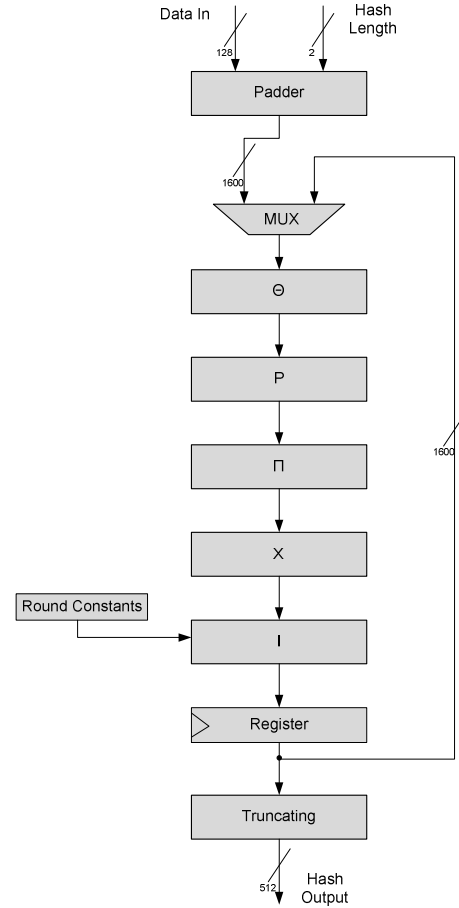 Data In
Hash
Length
128
2
Padder
1600
MUX
Θ
Ρ
Π
1600
Χ
Round Constants
Ι
Register
Truncating
512
Hash
Output